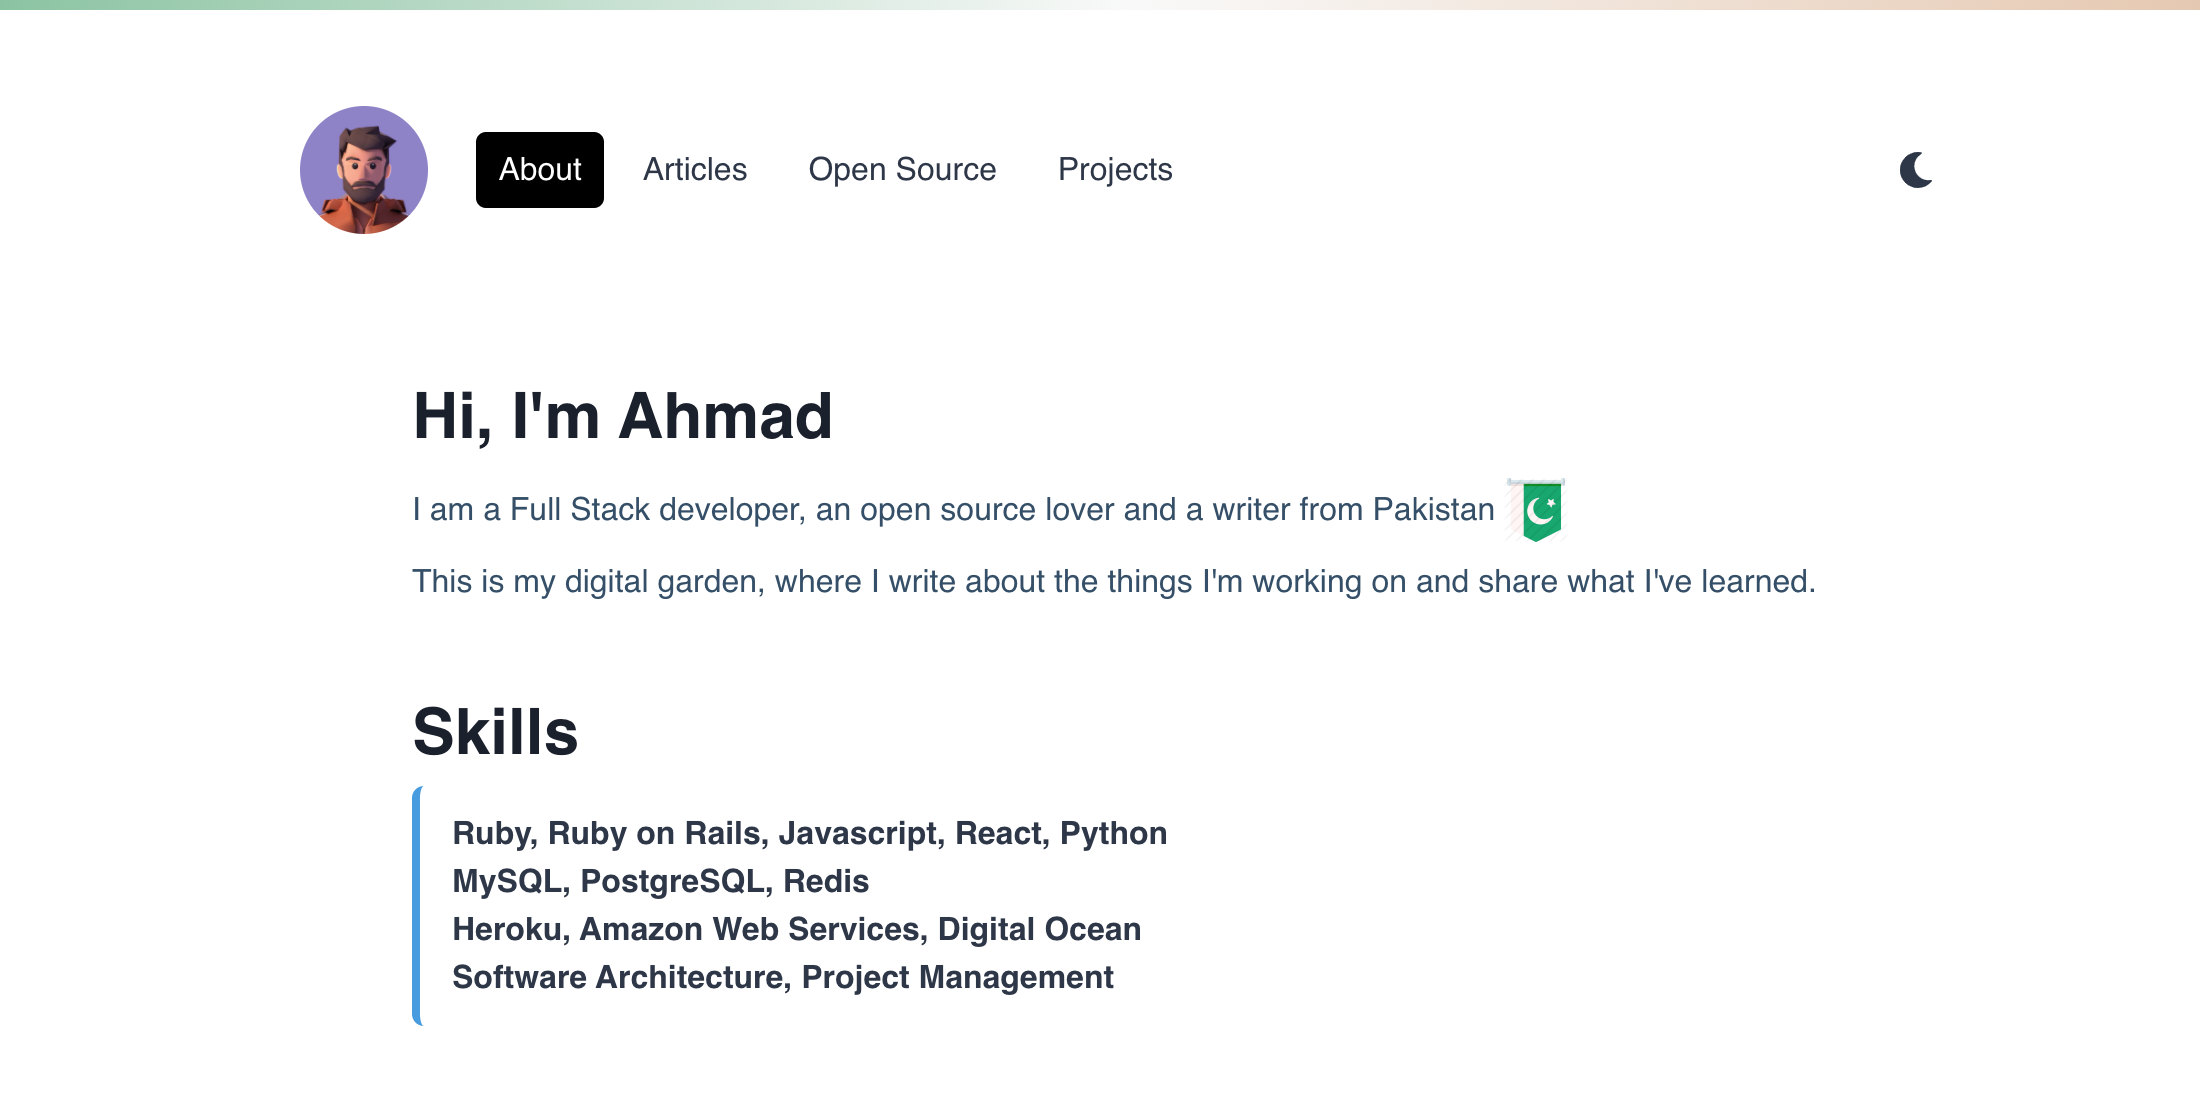 About Articles Open Source Projects
Hi, I'm Ahmad
I am a Full Stack developer, an open source lover and a writer from Pakistan
This is my digital garden, where I write about the things I'm working on and share what I've learned.
Skills
Ruby, Ruby on Rails, Javascript, React, Python
MySQL, PostgreSQL, Redis
Heroku, Amazon Web Services, Digital Ocean
Software Architecture, Project Management